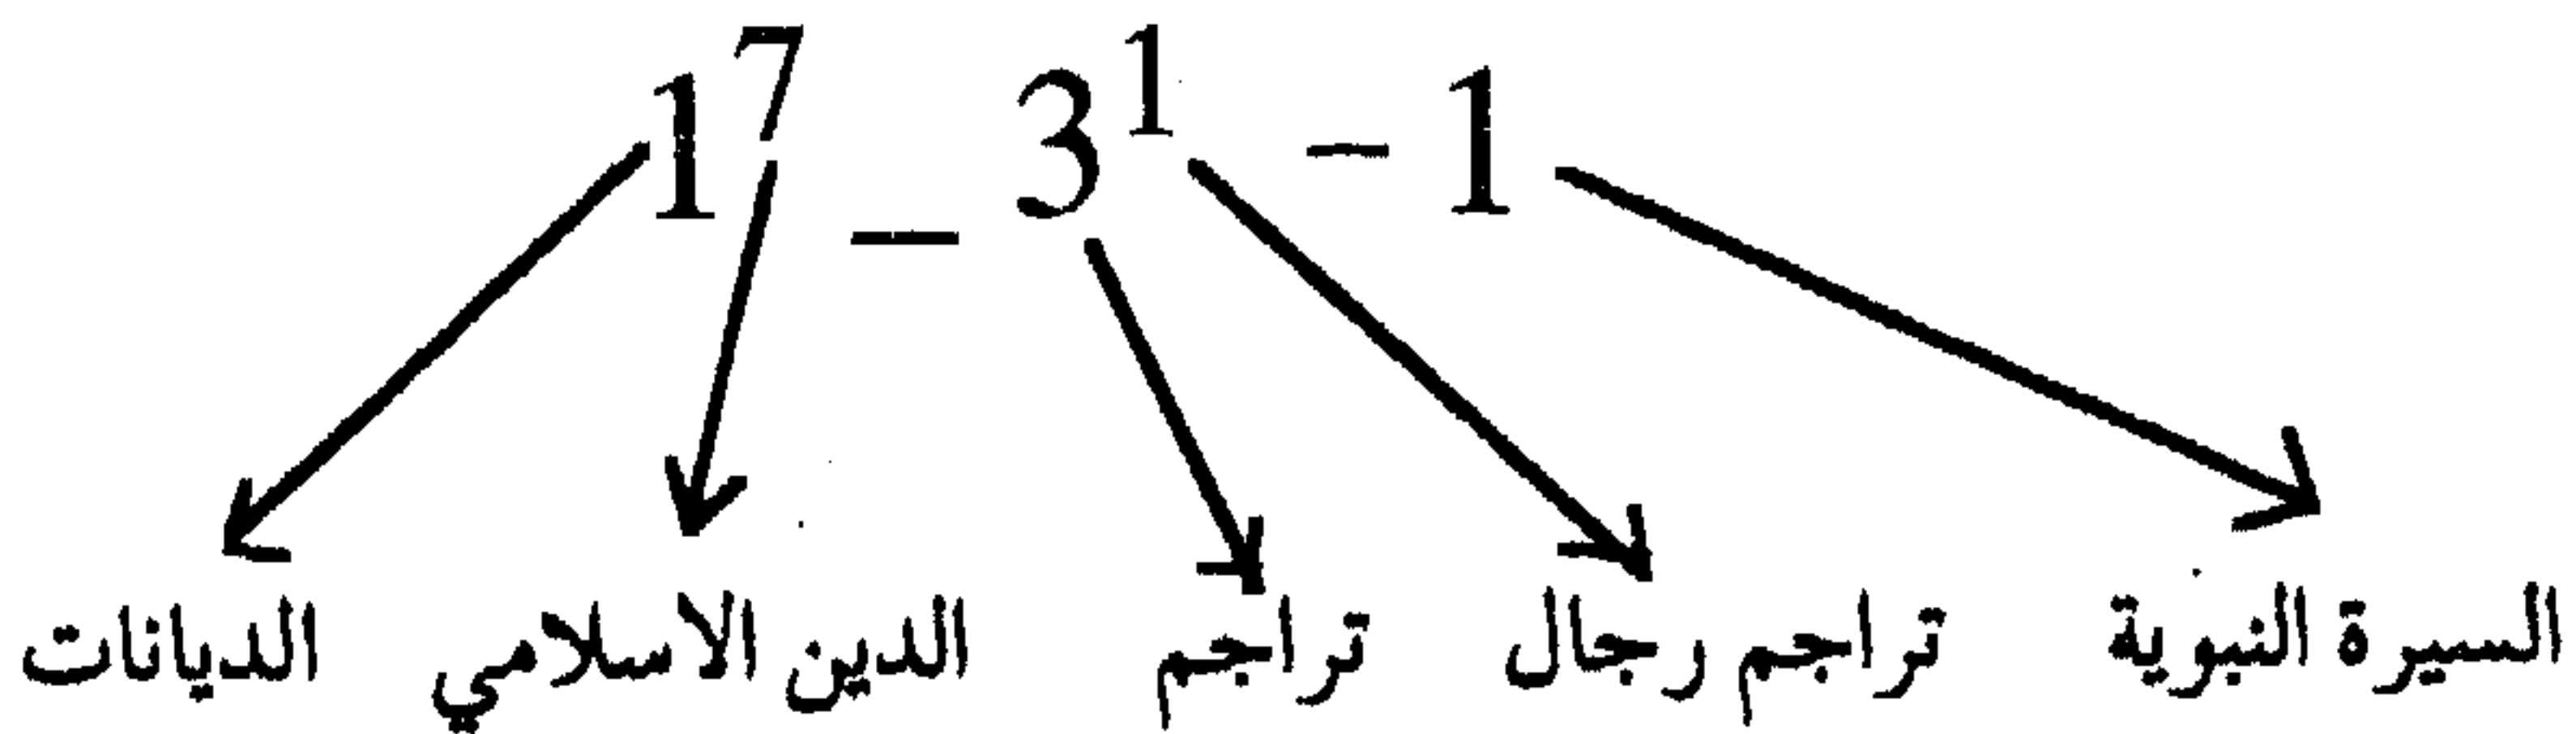 1⁷ – 3¹ – 1
السيرة النبوية تراجم رجال تراجم الدين الاسلامي الديانات